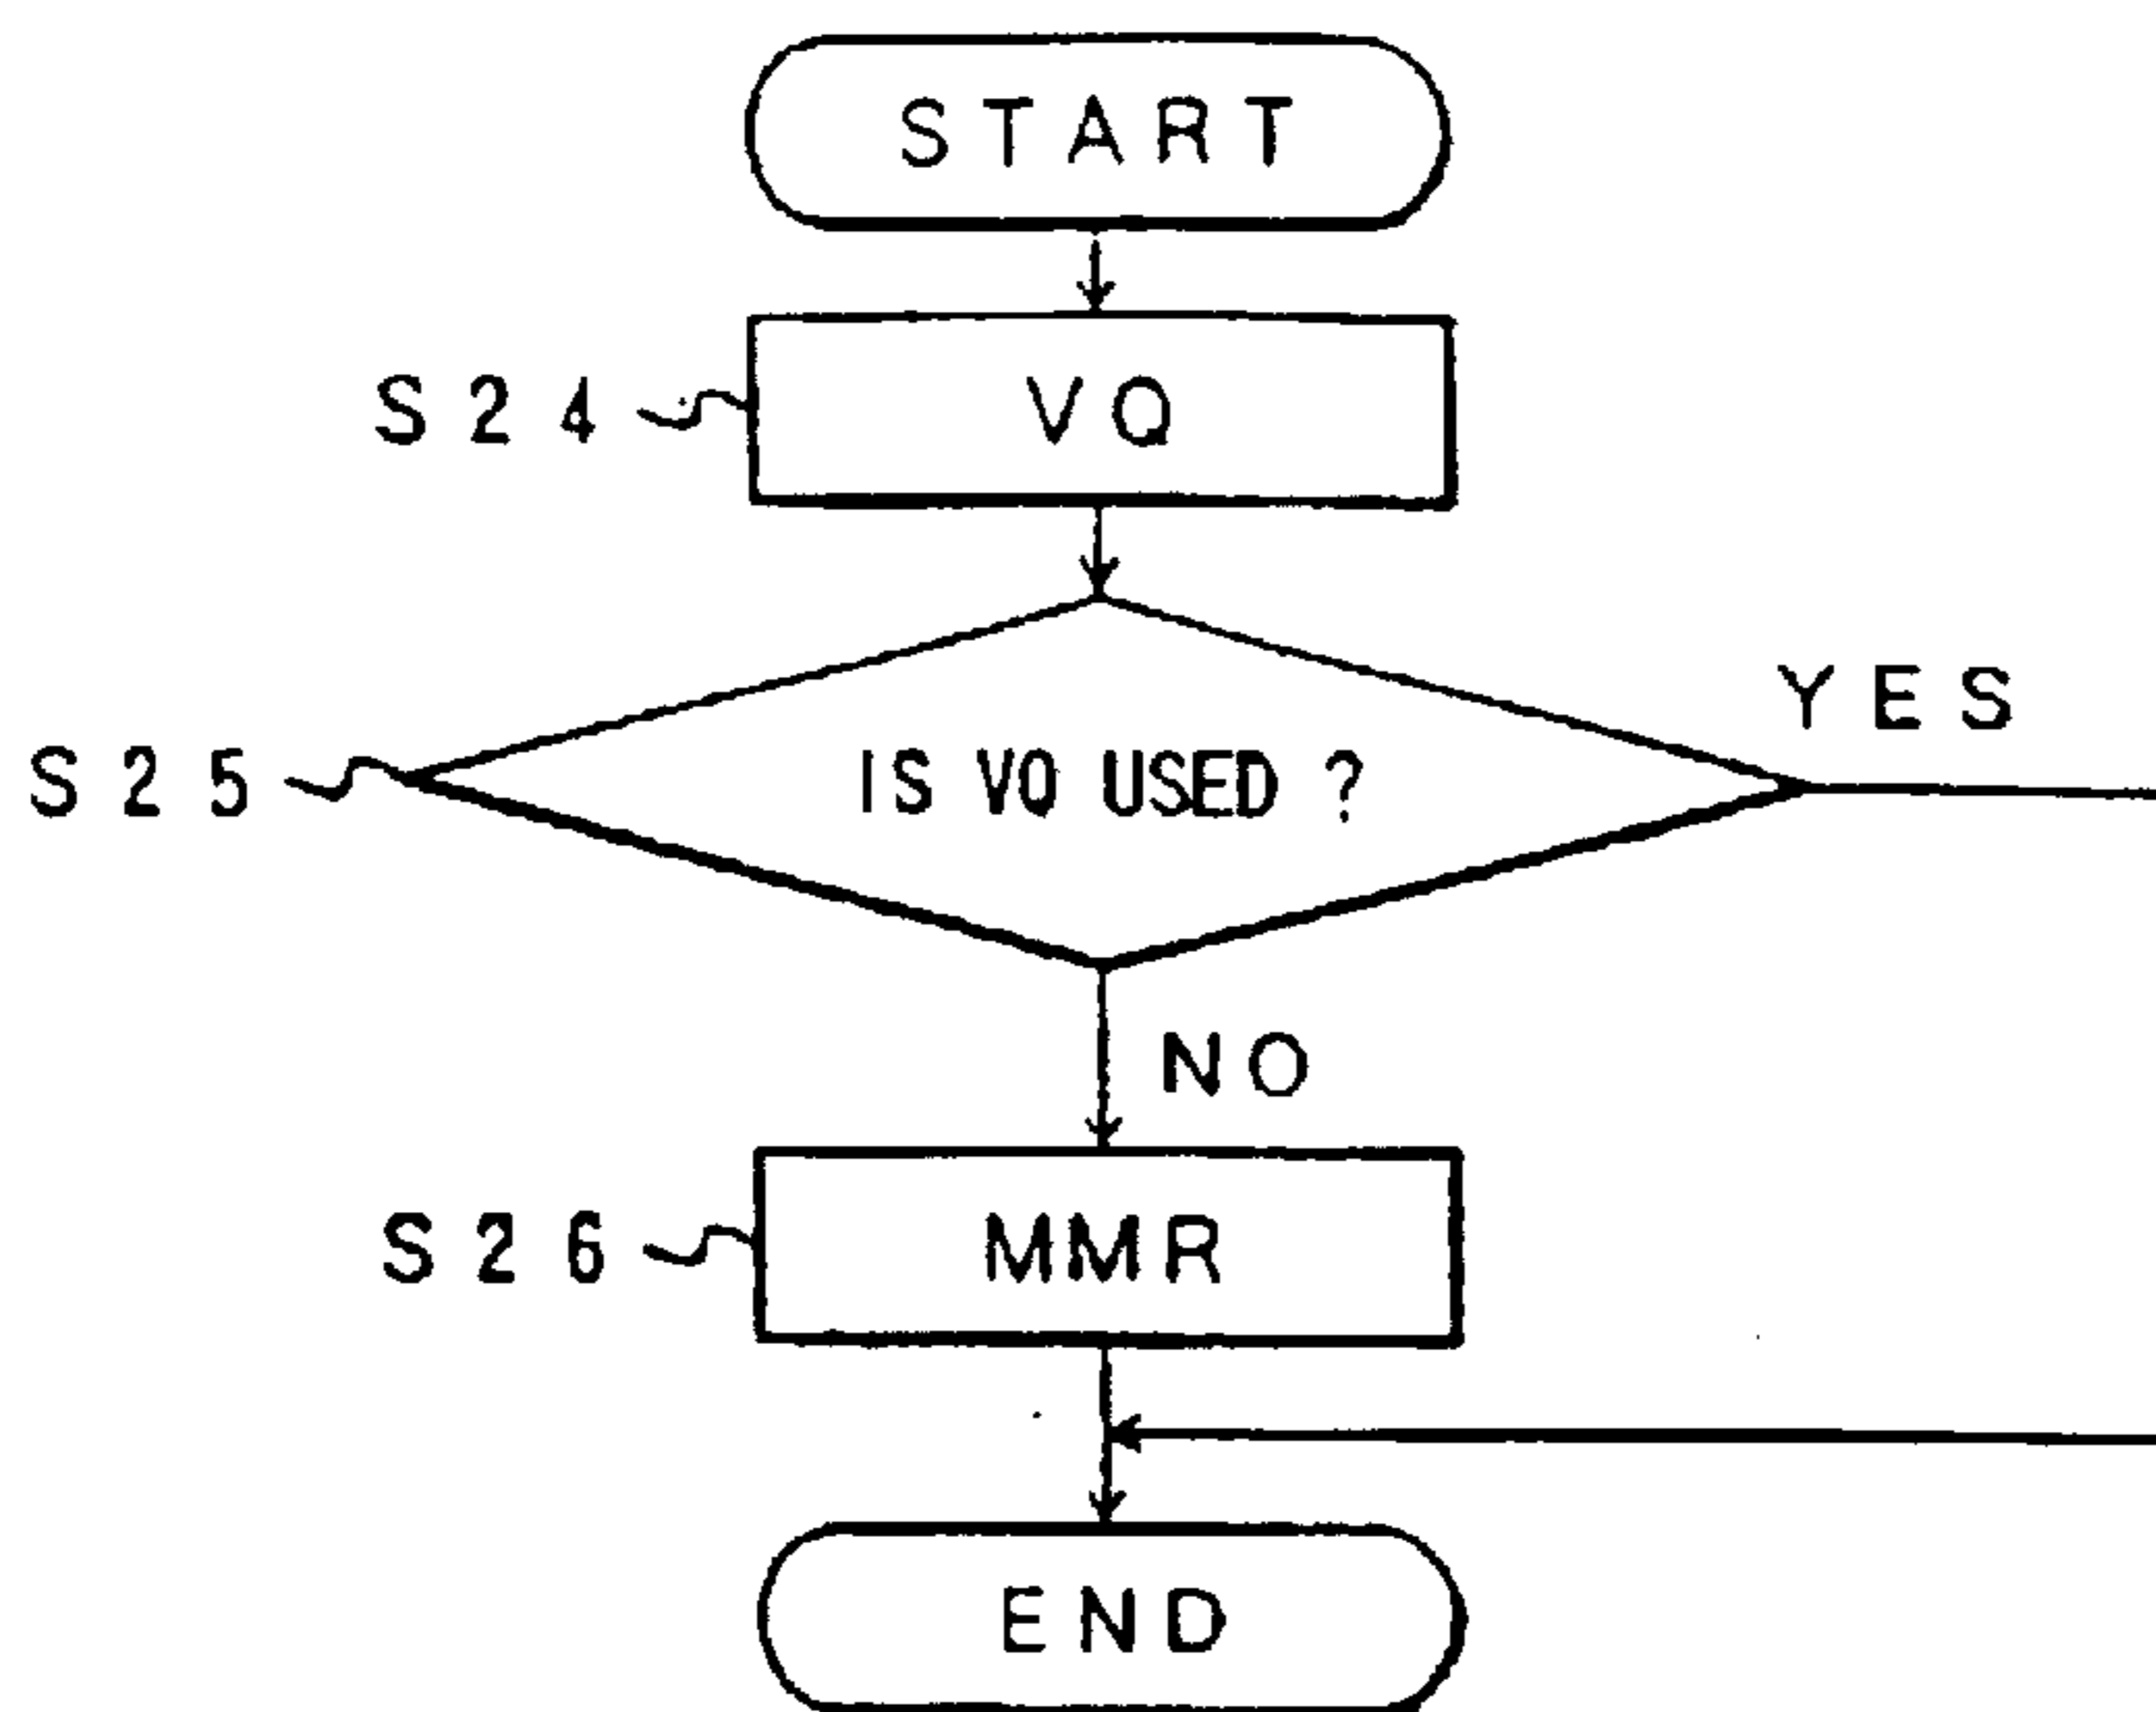 START
S24 VQ
YES
S25 IS VQ USED ?
NO
S26 MMR
END